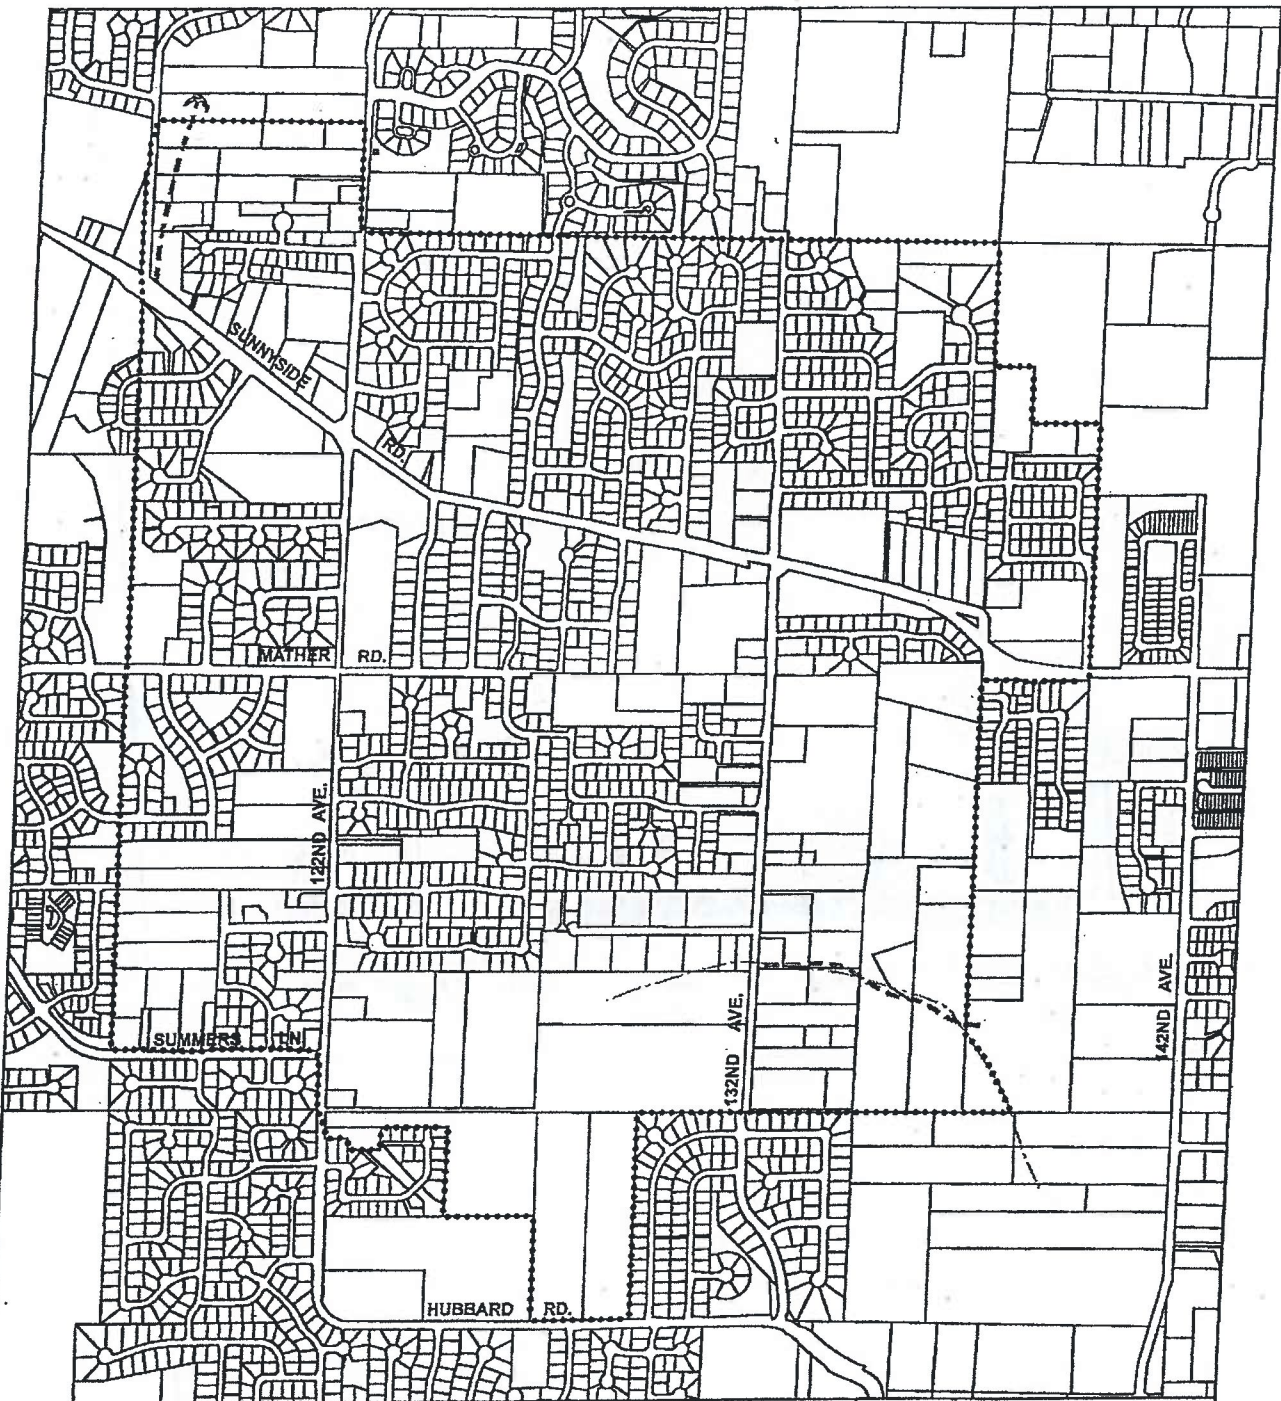 SUNNYSIDE
RD.
MATHER RD.
122ND AVE.
SUMMERS LN.
132ND AVE.
142ND AVE.
HUBBARD RD.